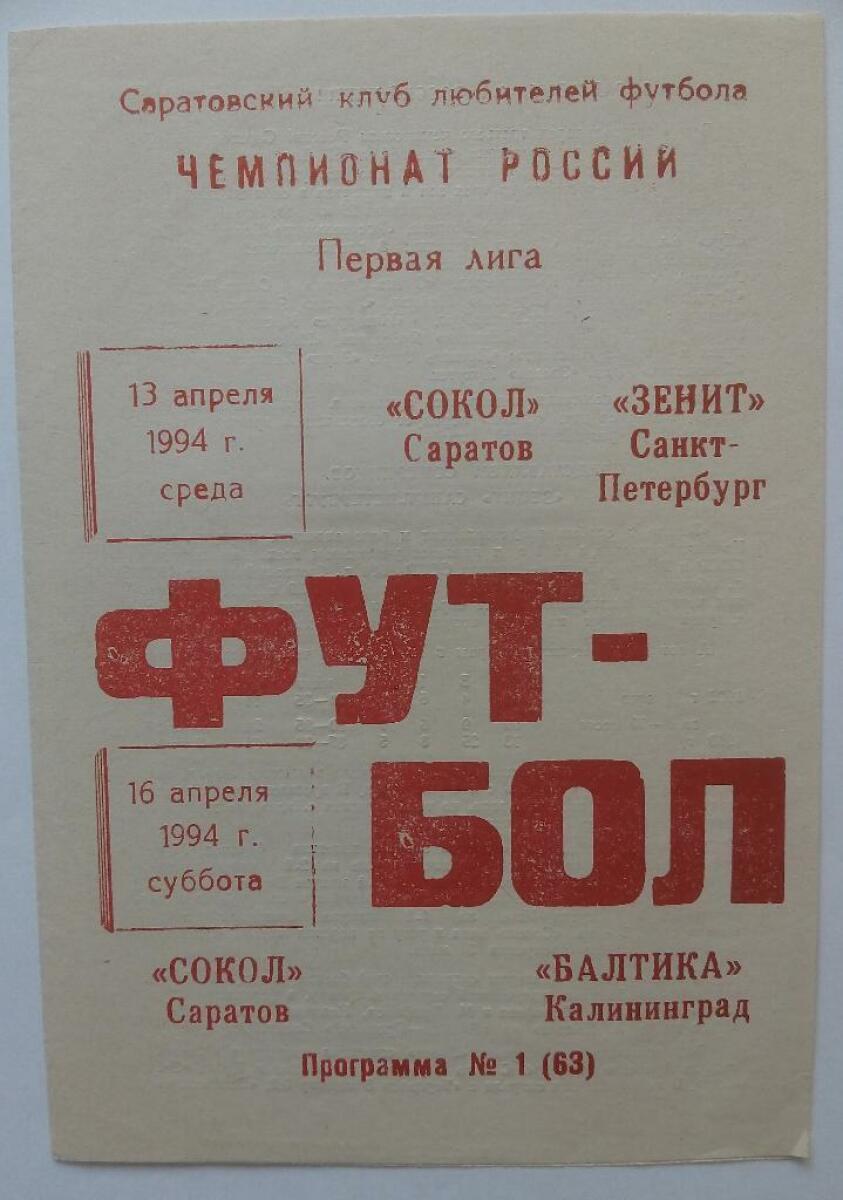 Саратовский клуб любителей футбола
ЧЕМПИОНАТ РОССИИ
Первая лига
13 апреля
1994 г.
среда
«СОКОЛ»
Саратов
«ЗЕНИТ»
Санкт-
Петербург
ФУТ-
БОЛ
16 апреля
1994 г.
суббота
«СОКОЛ»
Саратов
«БАЛТИКА»
Калининград
Программа № 1 (63)